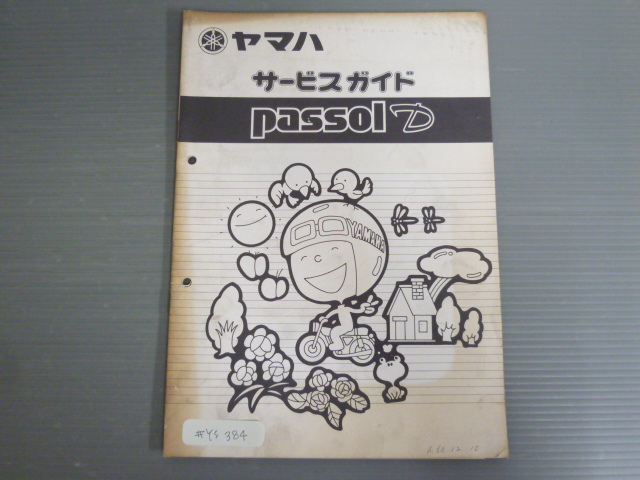 ヤマハ
サービスガイド
passol D
YAMAHA
#YS 384